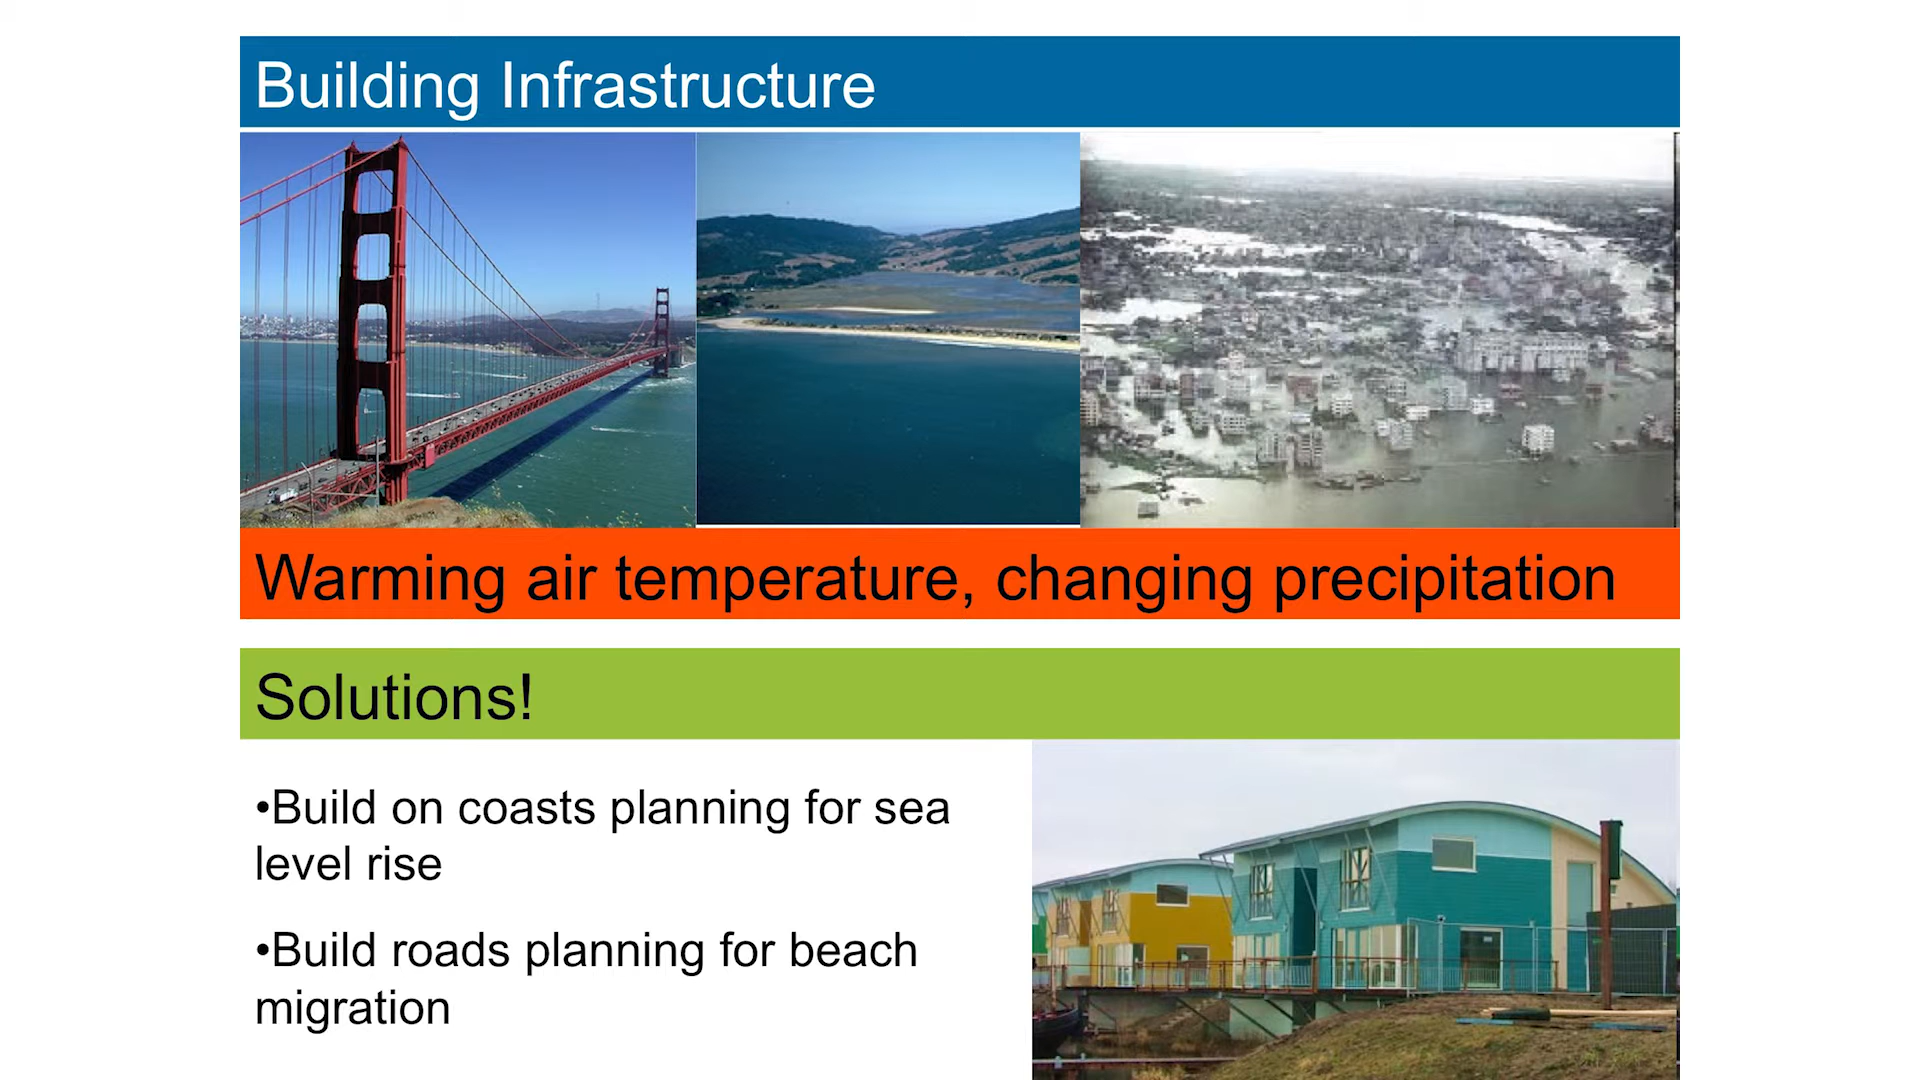 Building Infrastructure
Warming air temperature, changing precipitation
Solutions!
•Build on coasts planning for sea
level rise
•Build roads planning for beach
migration